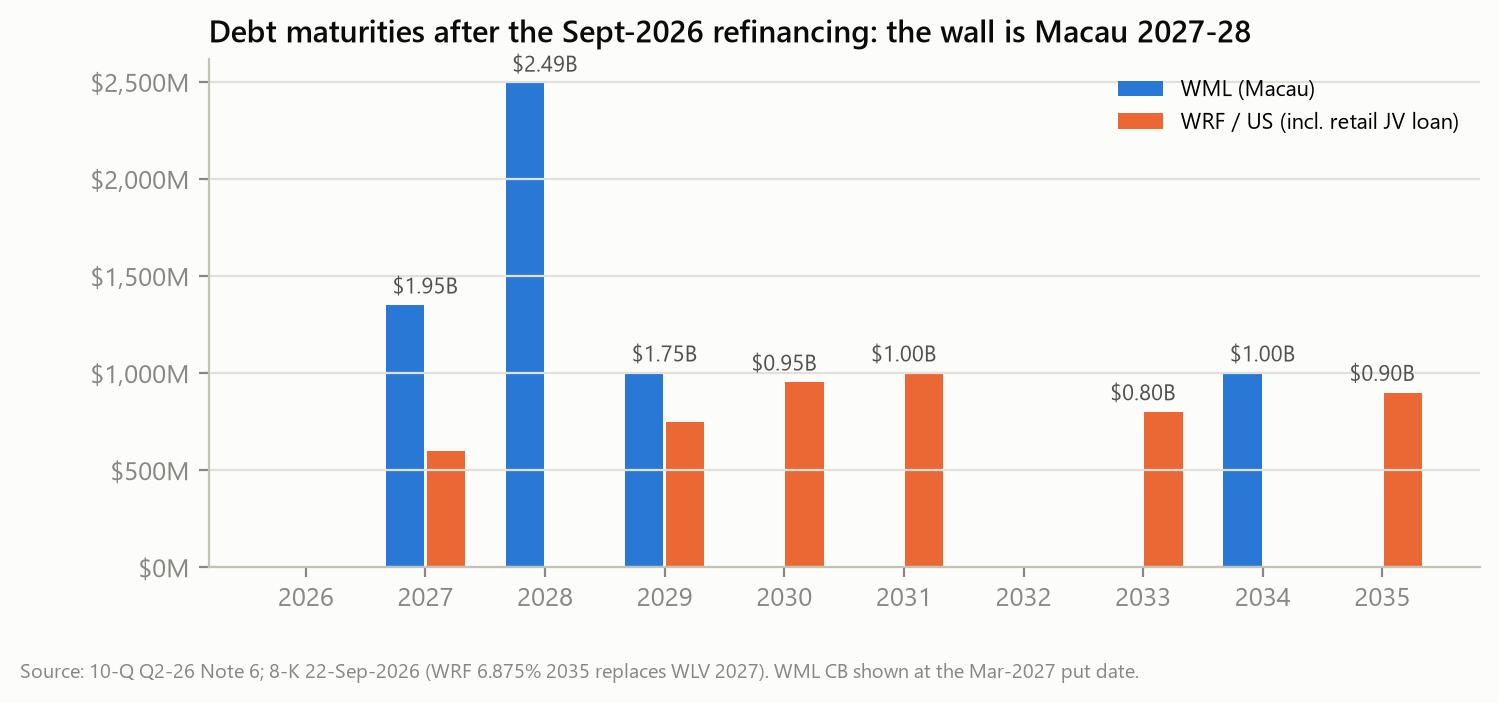 Debt maturities after the Sept-2026 refinancing: the wall is Macau 2027-28
$2,500M
$2,000M
$1,500M
$1,000M
$500M
$0M
$1.95B
$2.49B
$1.75B
$0.95B
$1.00B
$0.80B
$1.00B
$0.90B
WML (Macau)
WRF / US (incl. retail JV loan)
2026 2027 2028 2029 2030 2031 2032 2033 2034 2035
Source: 10-Q Q2-26 Note 6; 8-K 22-Sep-2026 (WRF 6.875% 2035 replaces WLV 2027). WML CB shown at the Mar-2027 put date.